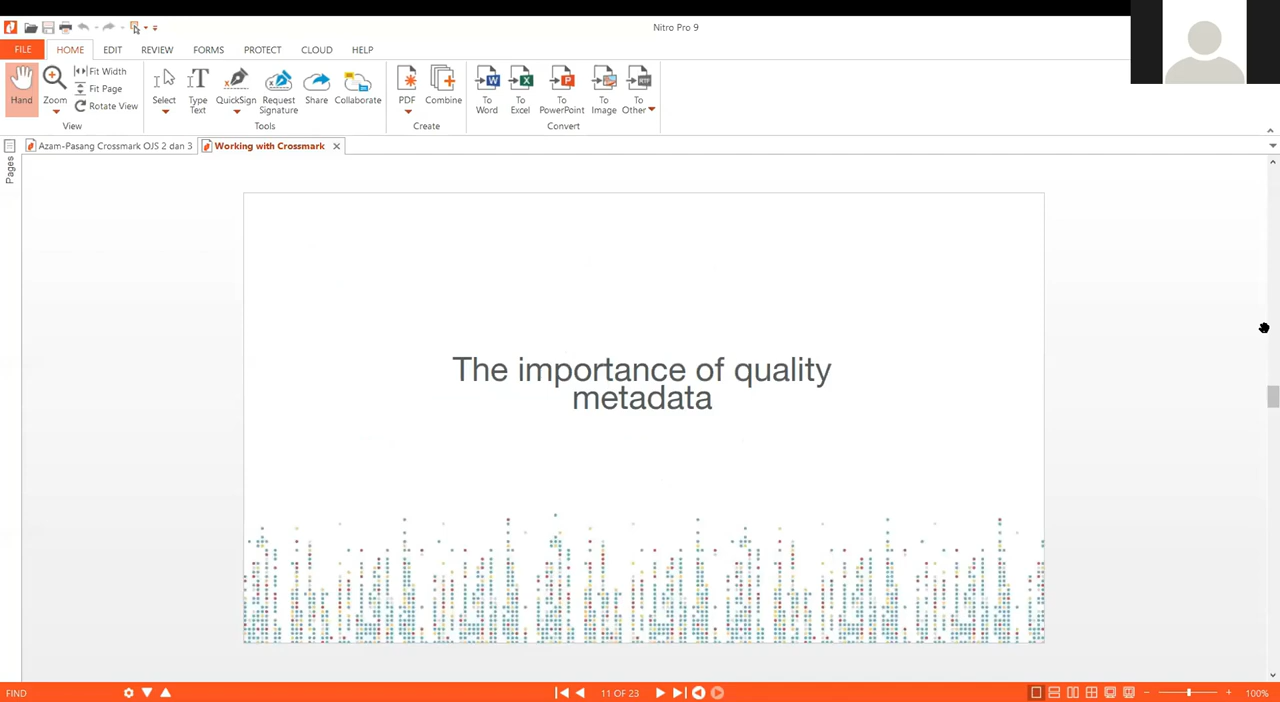 Nitro Pro 9
FILE HOME EDIT REVIEW FORMS PROTECT CLOUD HELP
Hand
Zoom
Fit Width
Fit Page
Rotate View
View
Select
Type Text
QuickSign
Request Signature
Share
Collaborate
Tools
PDF
Combine
Create
To Word
To Excel
To PowerPoint
To Image
To Other
Convert
Azam-Pasang Crossmark OJS 2 dan 3
Working with Crossmark
Pages
The importance of quality
metadata
FIND
11 OF 23
100%